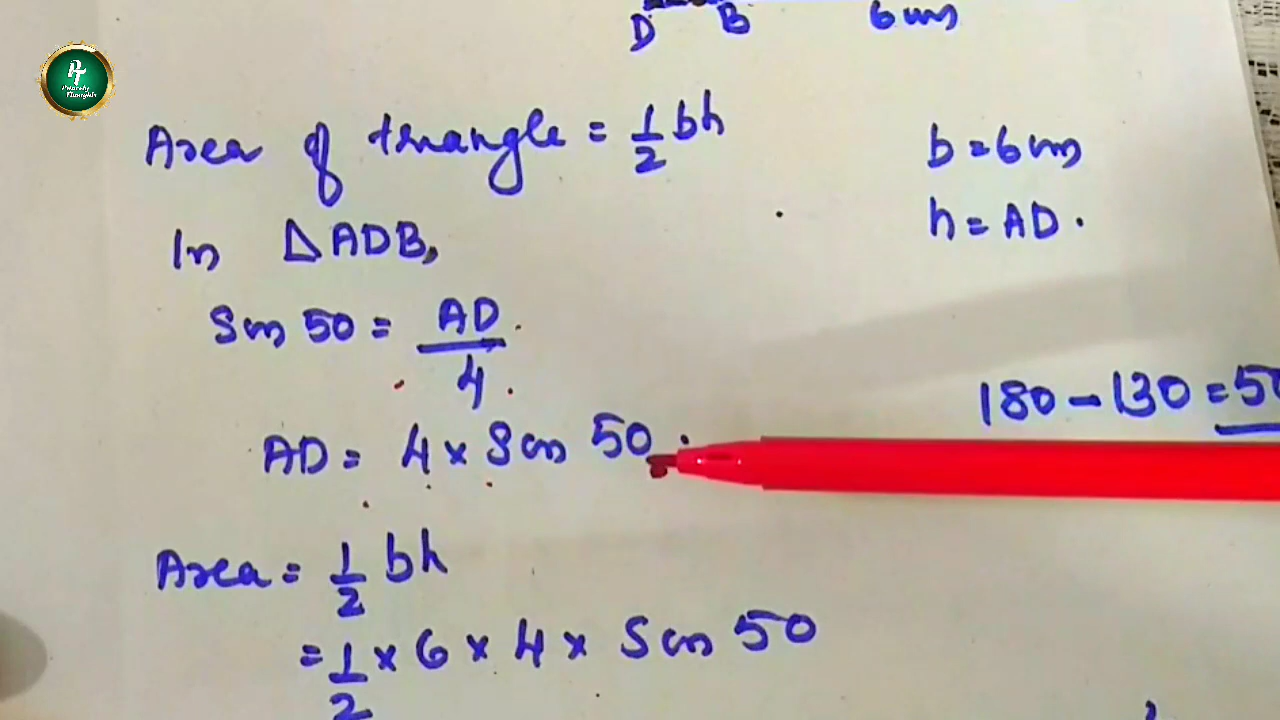 D B 6cm
Area of triangle = 1/2 bh
b = 6cm
In △ADB,
h = AD.
Sin 50 = AD/4
180 - 130 = 50
AD = 4 × Sin 50
Area = 1/2 bh
= 1/2 × 6 × 4 × Sin 50